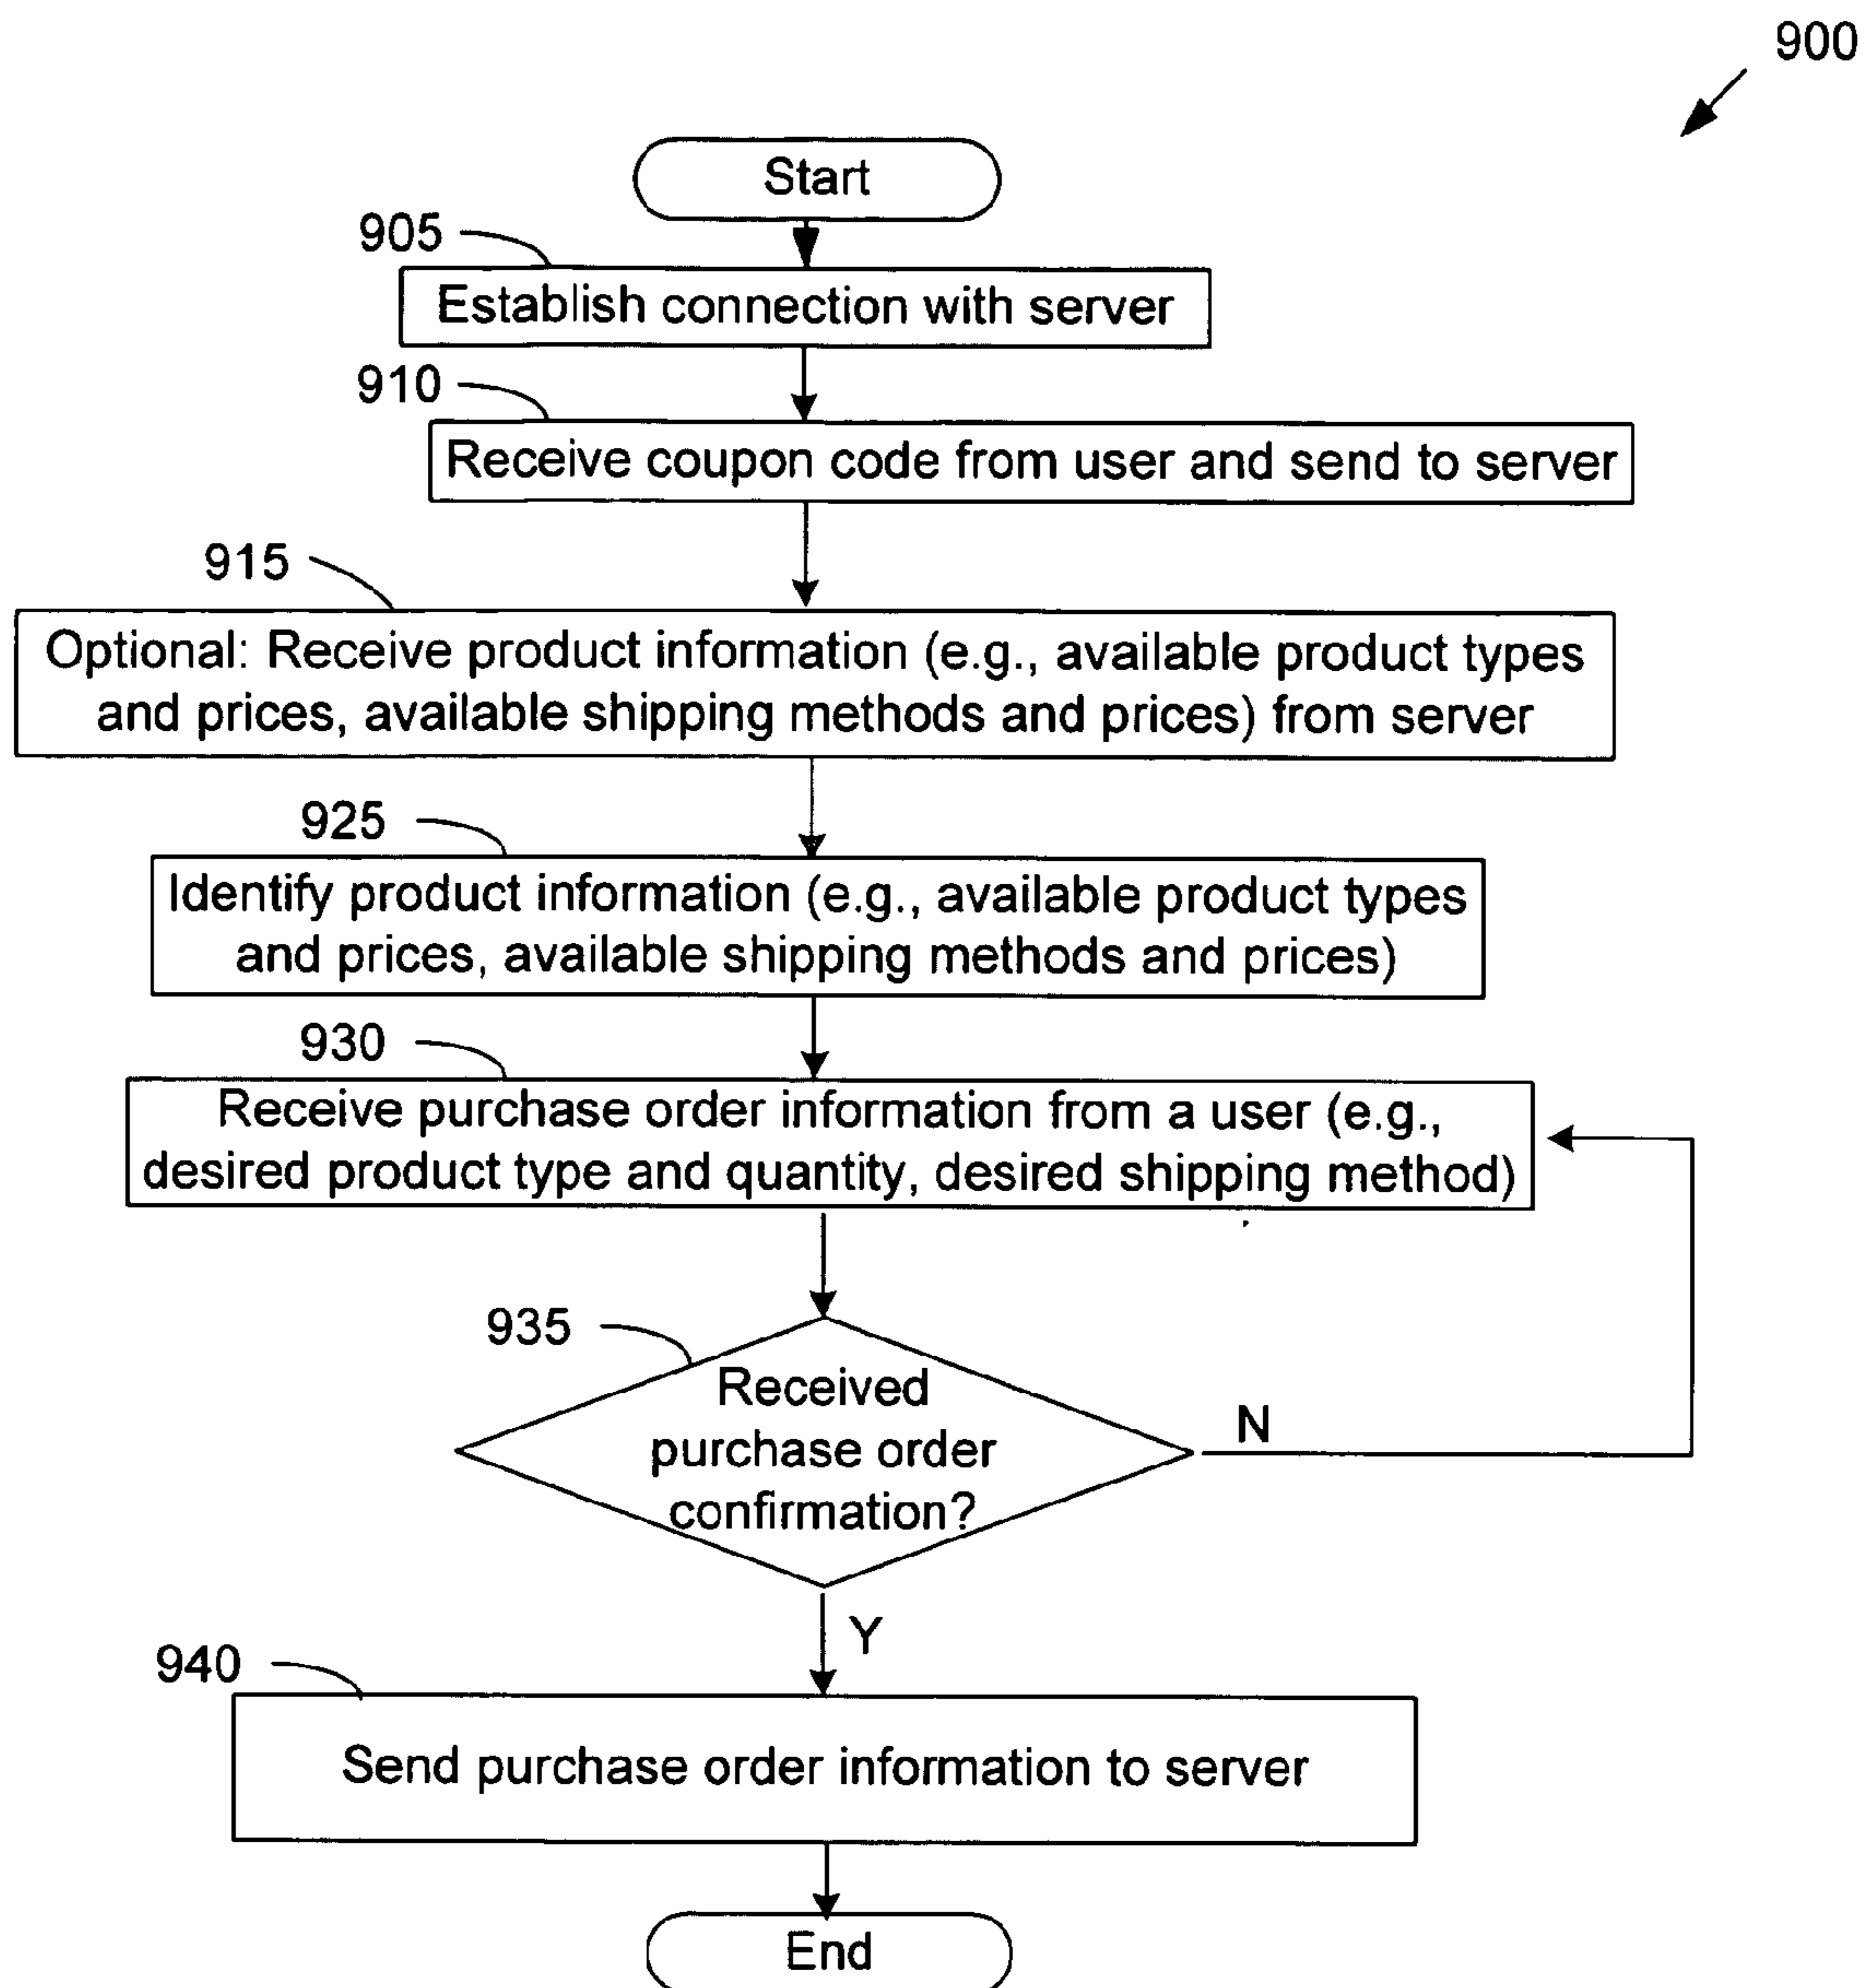 900
Start
905
Establish connection with server
910
Receive coupon code from user and send to server
915
Optional: Receive product information (e.g., available product types
and prices, available shipping methods and prices) from server
925
Identify product information (e.g., available product types
and prices, available shipping methods and prices)
930
Receive purchase order information from a user (e.g.,
desired product type and quantity, desired shipping method)
935
Received
purchase order
confirmation?
N
Y
940
Send purchase order information to server
End